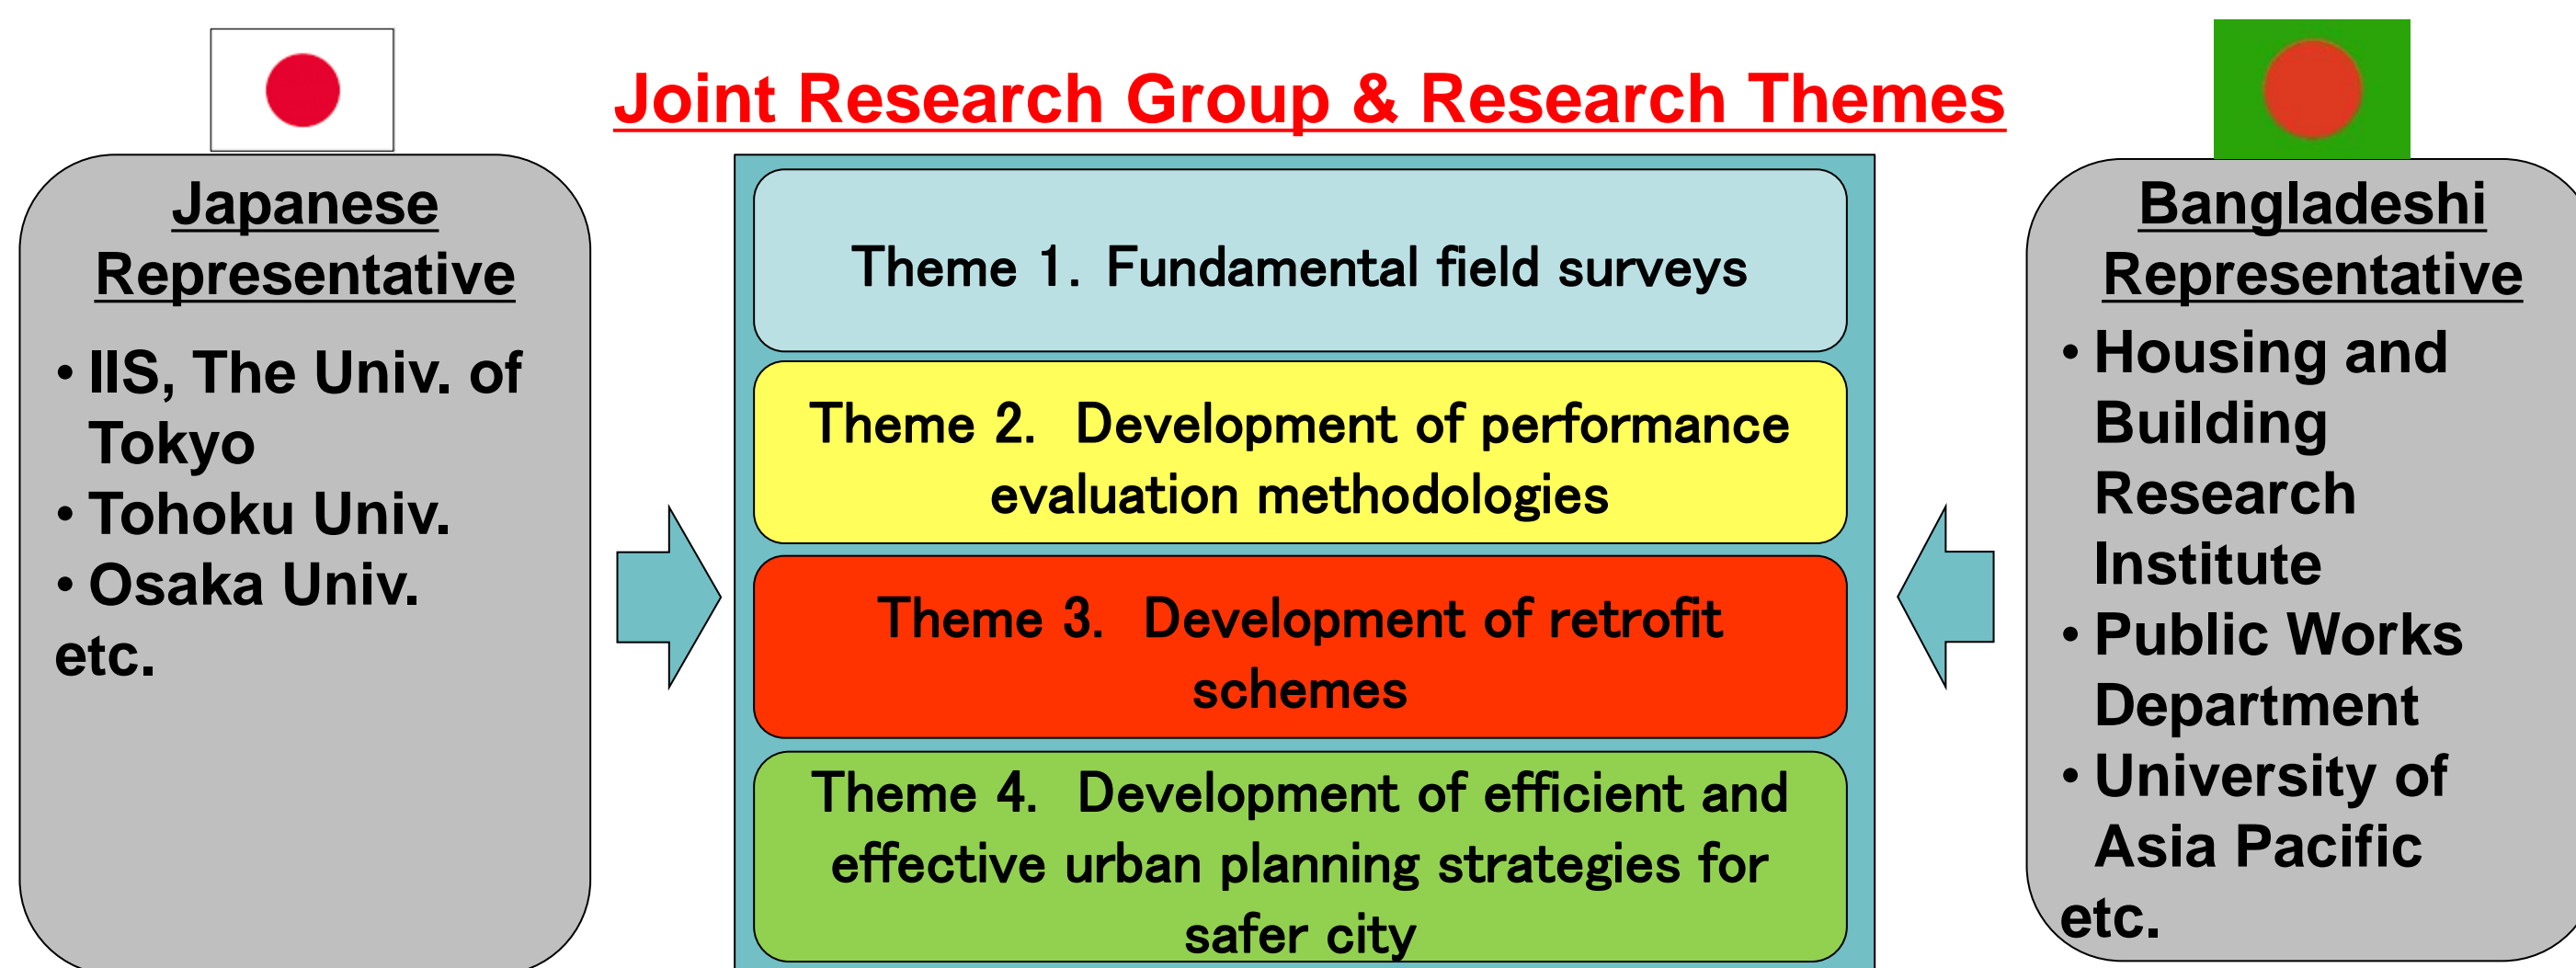 Joint Research Group & Research Themes
Japanese
Representative
• IIS, The Univ. of
Tokyo
• Tohoku Univ.
• Osaka Univ.
etc.
Theme 1. Fundamental field surveys
Theme 2. Development of performance
evaluation methodologies
Theme 3. Development of retrofit
schemes
Theme 4. Development of efficient and
effective urban planning strategies for
safer city
Bangladeshi
Representative
• Housing and
Building
Research
Institute
• Public Works
Department
• University of
Asia Pacific
etc.